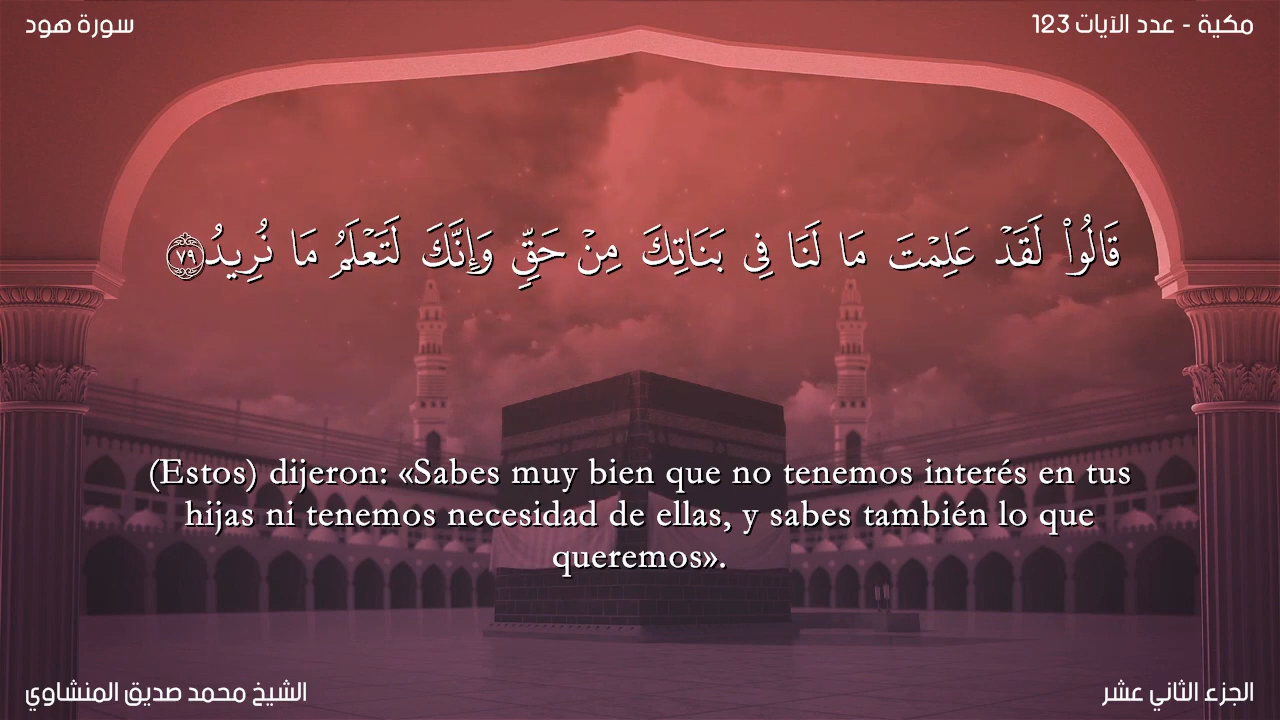 سورة هود
مكية - عدد الآيات 123
قَالُوا۟ لَقَدْ عَلِمْتَ مَا لَنَا فِى بَنَاتِكَ مِنْ حَقٍّ وَإِنَّكَ لَتَعْلَمُ مَا نُرِيدُ ٧٩
(Estos) dijeron: «Sabes muy bien que no tenemos interés en tus
hijas ni tenemos necesidad de ellas, y sabes también lo que
queremos».
الشيخ محمد صديق المنشاوي
الجزء الثاني عشر